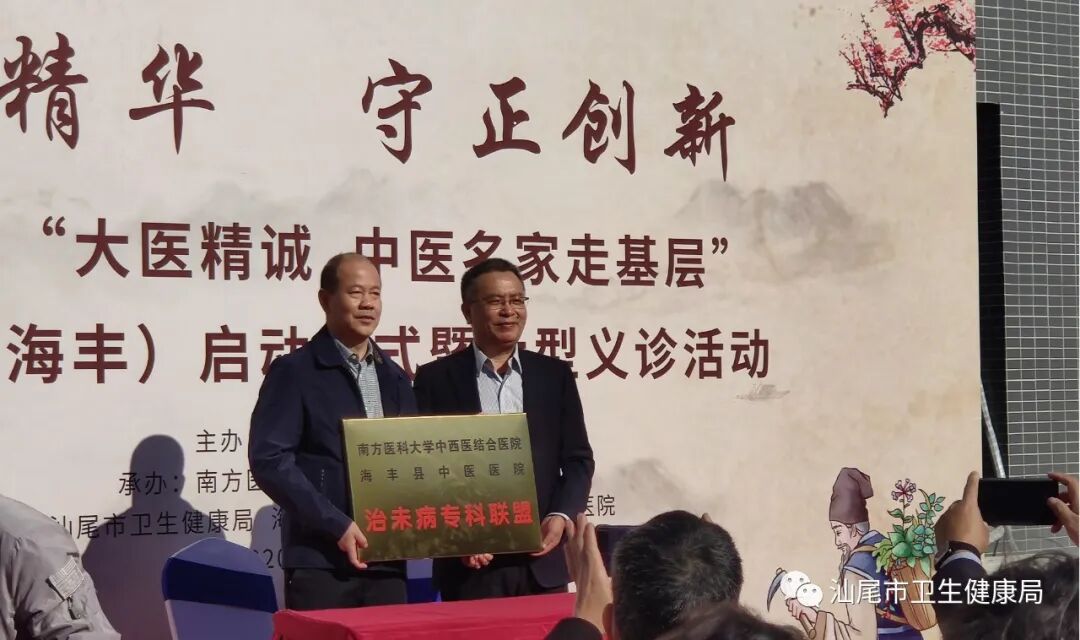 精华 守正创新
“大医精诚 中医名家走基层”
海丰）启动 式暨 型义诊活动
主办
承办：南方医
医院
汕尾市卫生健康局 海
20
南方医科大学中西医结合医院
海丰县中医医院
治未病专科联盟
汕尾市卫生健康局